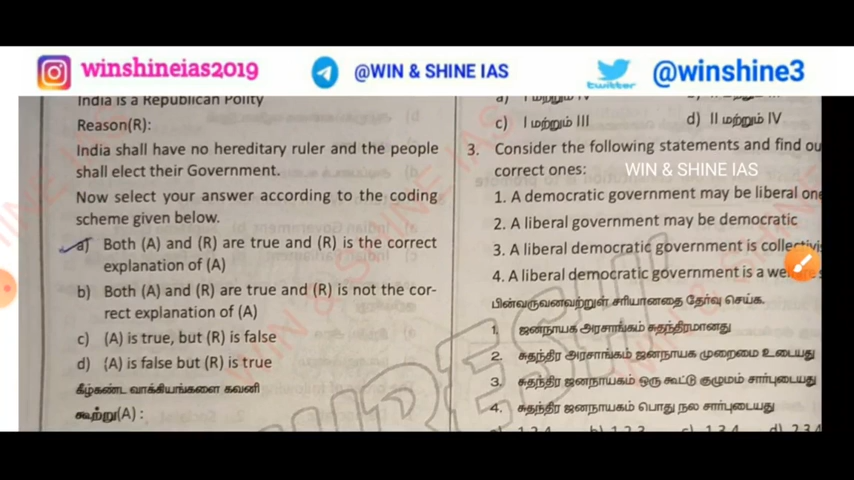 winshineias2019
@WIN & SHINE IAS
twitter
@winshine3
India is a Republican Polity
Reason(R):
India shall have no hereditary ruler and the people
shall elect their Government.
Now select your answer according to the coding
scheme given below.
a) Both (A) and (R) are true and (R) is the correct
explanation of (A)
b) Both (A) and (R) are true and (R) is not the cor-
rect explanation of (A)
c) (A) is true, but (R) is false
d) (A) is false but (R) is true
கீழ்கண்ட வாக்கியங்களை கவனி
கூற்று(A) :
a) I மற்றும் IV
c) I மற்றும் III
d) II மற்றும் IV
3. Consider the following statements and find
correct ones:
WIN & SHINE IAS
1. A democratic government may be liberal one
2. A liberal government may be democratic
3. A liberal democratic government is
4. A liberal democratic government is a
பின்வருவனவற்றுள் சரியானதை தேர்வு செய்க.
1. ஜனநாயக அரசாங்கம் சுதந்திரமானது
2. சுதந்திர அரசாங்கம் ஜனநாயக முறைமை உடையது
3. சுதந்திர ஜனநாயகம் ஒரு கூட்டு குழுமம் சார்புடையது
4. சுதந்திர ஜனநாயகம் பொது நல சார்புடையது
WIN & SHINE IAS
SURESH